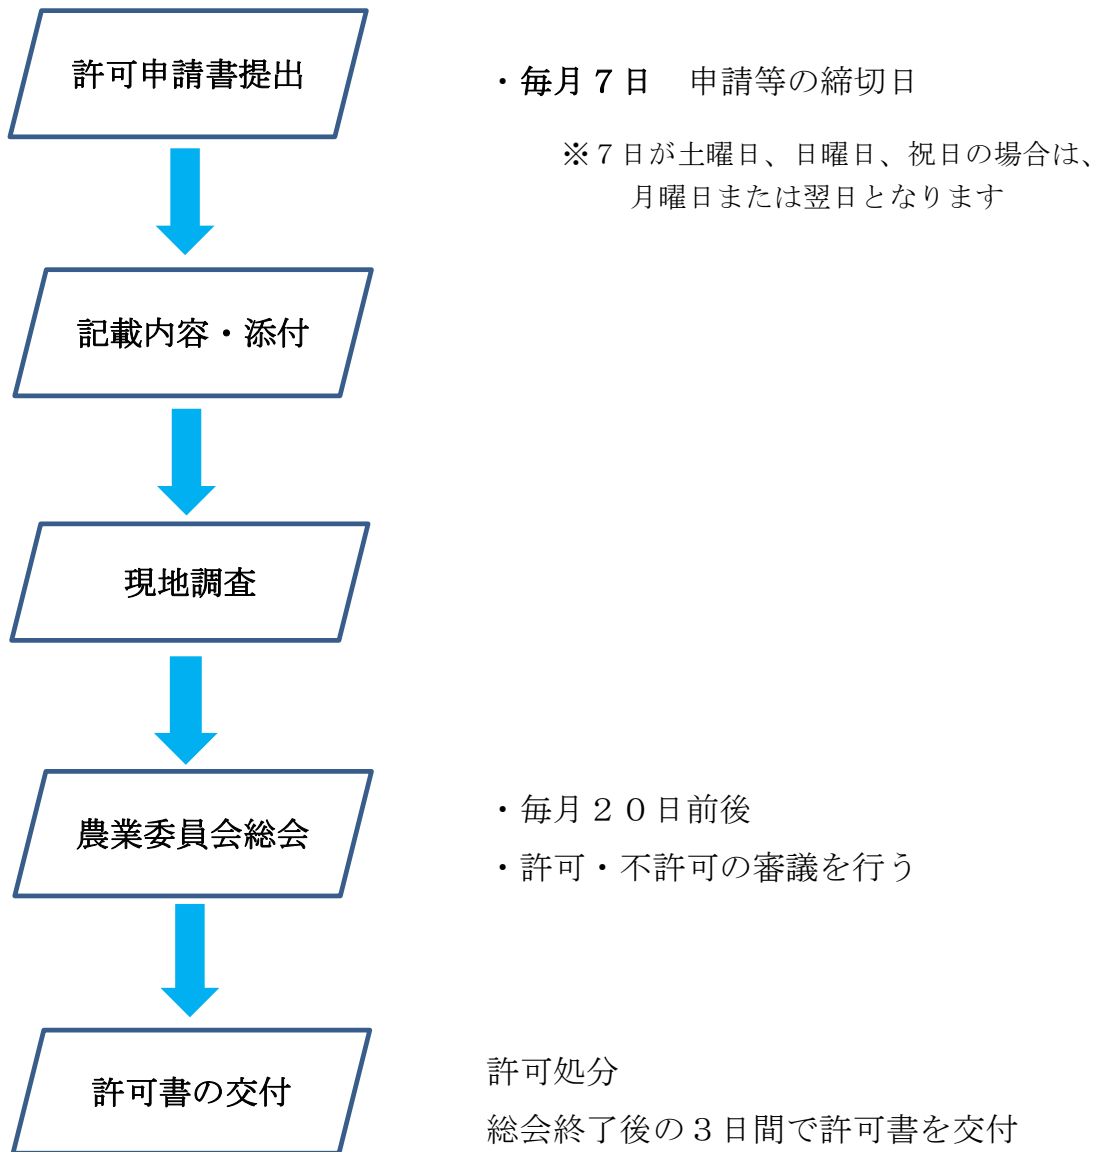 許可申請書提出
・毎月７日　申請等の締切日
※７日が土曜日、日曜日、祝日の場合は、
月曜日または翌日となります
記載内容・添付
現地調査
農業委員会総会
・毎月２０日前後
・許可・不許可の審議を行う
許可書の交付
許可処分
総会終了後の３日間で許可書を交付